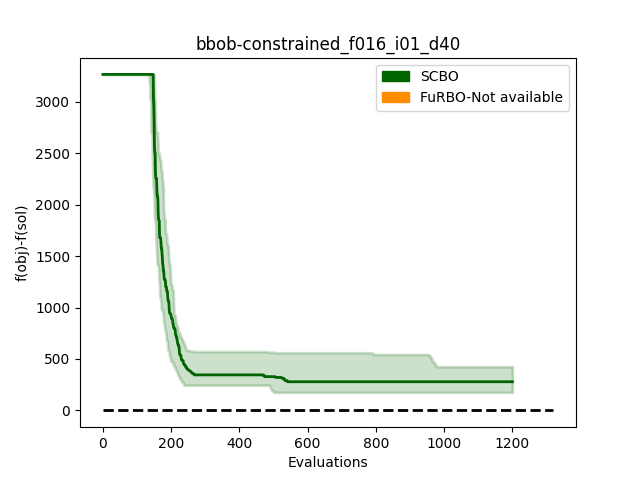 bbob-constrained_f016_i01_d40
SCBO
FuRBO-Not available
f(obj)-f(sol)
3000
2500
2000
1500
1000
500
0
0 200 400 600 800 1000 1200
Evaluations